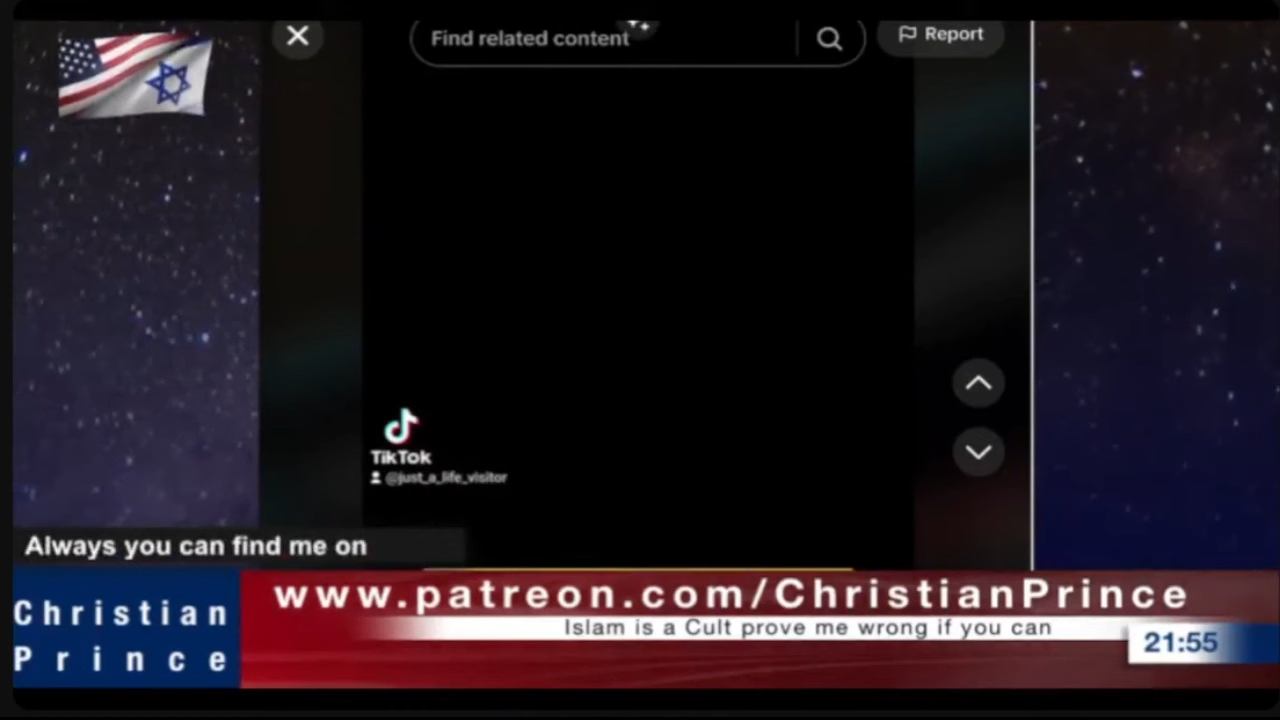 Find related content
Report
TikTok
@just_a_life_visitor
Always you can find me on
Christian
Prince
www.patreon.com/ChristianPrince
Islam is a Cult prove me wrong if you can
21:55